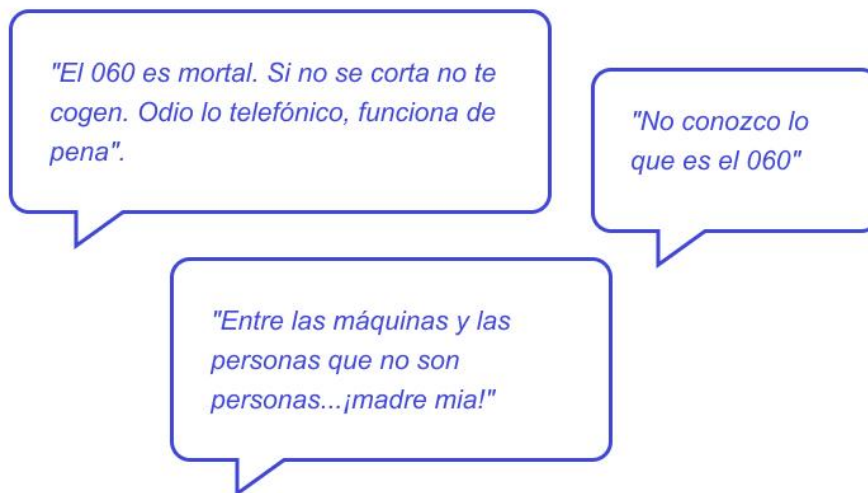 "El 060 es mortal. Si no se corta no te
cogen. Odio lo telefónico, funciona de
pena".
"No conozco lo
que es el 060"
"Entre las máquinas y las
personas que no son
personas...¡madre mia!"